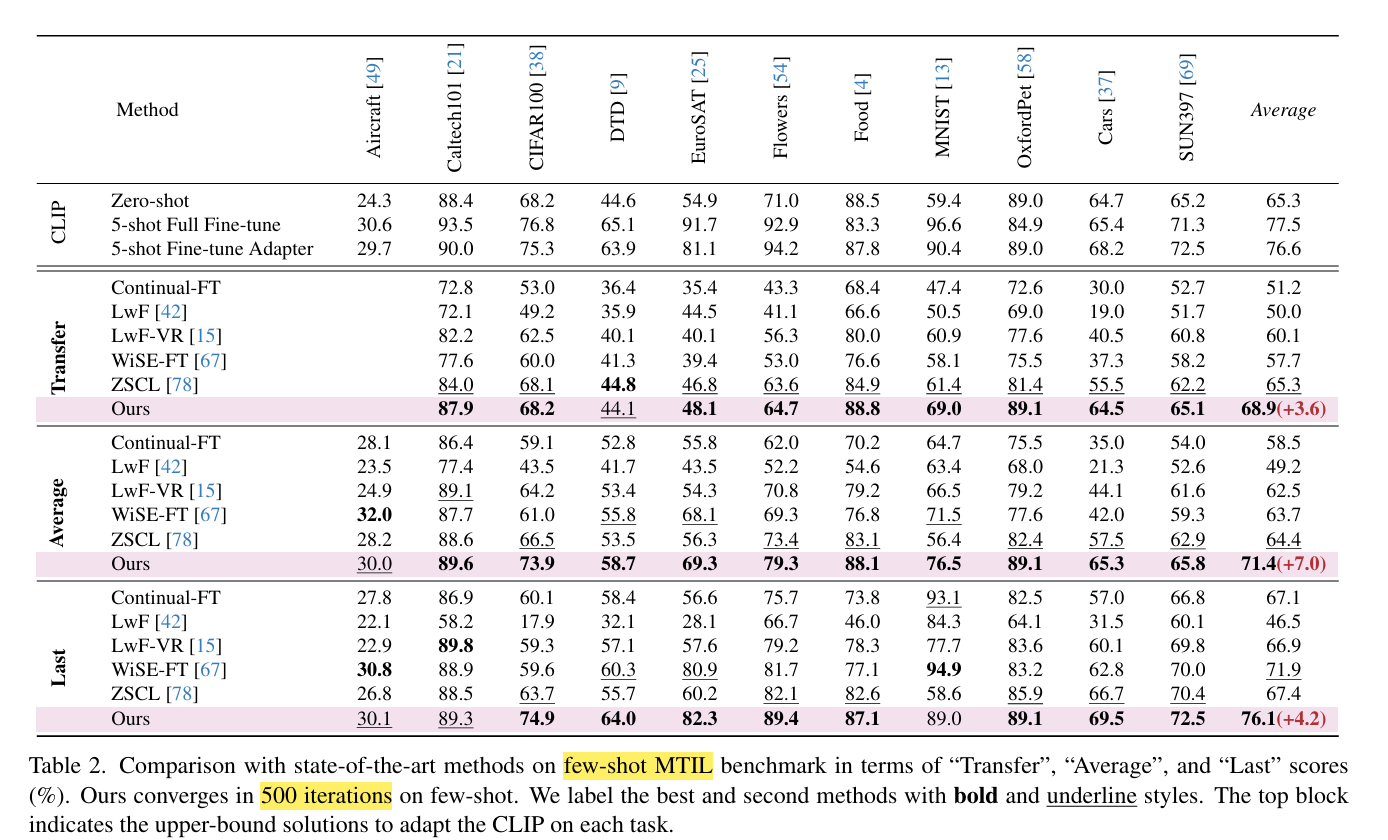 Method Aircraft [49] Caltech101 [21] CIFAR100 [38] DTD [9] EuroSAT [25] Flowers [54] Food [4] MNIST [13] OxfordPet [58] Cars [37] SUN397 [69] Average
CLIP
Zero-shot 24.3 88.4 68.2 44.6 54.9 71.0 88.5 59.4 89.0 64.7 65.2 65.3
5-shot Full Fine-tune 30.6 93.5 76.8 65.1 91.7 92.9 83.3 96.6 84.9 65.4 71.3 77.5
5-shot Fine-tune Adapter 29.7 90.0 75.3 63.9 81.1 94.2 87.8 90.4 89.0 68.2 72.5 76.6
Transfer
Continual-FT 72.8 53.0 36.4 35.4 43.3 68.4 47.4 72.6 30.0 52.7 51.2
LwF [42] 72.1 49.2 35.9 44.5 41.1 66.6 50.5 69.0 19.0 51.7 50.0
LwF-VR [15] 82.2 62.5 40.1 40.1 56.3 80.0 60.9 77.6 40.5 60.8 60.1
WiSE-FT [67] 77.6 60.0 41.3 39.4 53.0 76.6 58.1 75.5 37.3 58.2 57.7
ZSCL [78] 84.0 68.1 44.8 46.8 63.6 84.9 61.4 81.4 55.5 62.2 65.3
Ours 87.9 68.2 44.1 48.1 64.7 88.8 69.0 89.1 64.5 65.1 68.9(+3.6)
Average
Continual-FT 28.1 86.4 59.1 52.8 55.8 62.0 70.2 64.7 75.5 35.0 54.0 58.5
LwF [42] 23.5 77.4 43.5 41.7 43.5 52.2 54.6 63.4 68.0 21.3 52.6 49.2
LwF-VR [15] 24.9 89.1 64.2 53.4 54.3 70.8 79.2 66.5 79.2 44.1 61.6 62.5
WiSE-FT [67] 32.0 87.7 61.0 55.8 68.1 69.3 76.8 71.5 77.6 42.0 59.3 63.7
ZSCL [78] 28.2 88.6 66.5 53.5 56.3 73.4 83.1 56.4 82.4 57.5 62.9 64.4
Ours 30.0 89.6 73.9 58.7 69.3 79.3 88.1 76.5 89.1 65.3 65.8 71.4(+7.0)
Last
Continual-FT 27.8 86.9 60.1 58.4 56.6 75.7 73.8 93.1 82.5 57.0 66.8 67.1
LwF [42] 22.1 58.2 17.9 32.1 28.1 66.7 46.0 84.3 64.1 31.5 60.1 46.5
LwF-VR [15] 22.9 89.8 59.3 57.1 57.6 79.2 78.3 77.7 83.6 60.1 69.8 66.9
WiSE-FT [67] 30.8 88.9 59.6 60.3 80.9 81.7 77.1 94.9 83.2 62.8 70.0 71.9
ZSCL [78] 26.8 88.5 63.7 55.7 60.2 82.1 82.6 58.6 85.9 66.7 70.4 67.4
Ours 30.1 89.3 74.9 64.0 82.3 89.4 87.1 89.0 89.1 69.5 72.5 76.1(+4.2)
Table 2. Comparison with state-of-the-art methods on few-shot MTIL benchmark in terms of “Transfer”, “Average”, and “Last” scores
(%). Ours converges in 500 iterations on few-shot. We label the best and second methods with bold and underline styles. The top block
indicates the upper-bound solutions to adapt the CLIP on each task.